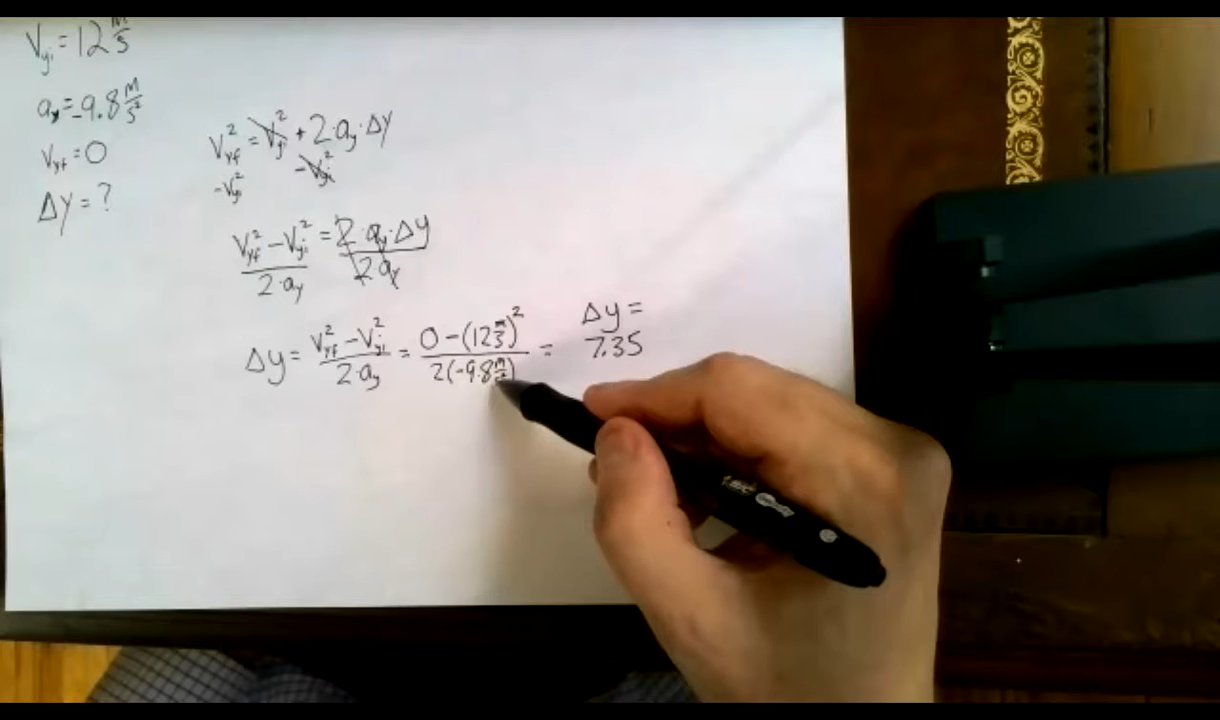 Vyi = 12 m/s
ay = -9.8 m/s²
Vyf = 0
Δy = ?
Vyf² = Vyi² + 2·ay·Δy
-Vyi² -Vyi²
Vyf² - Vyi² = 2·ay·Δy
2·ay 2ay
Δy = Vyf² - Vyi² / 2·ay = 0 - (12 m/s)² / 2(-9.8 m/s²) = Δy =
7.35
BIC